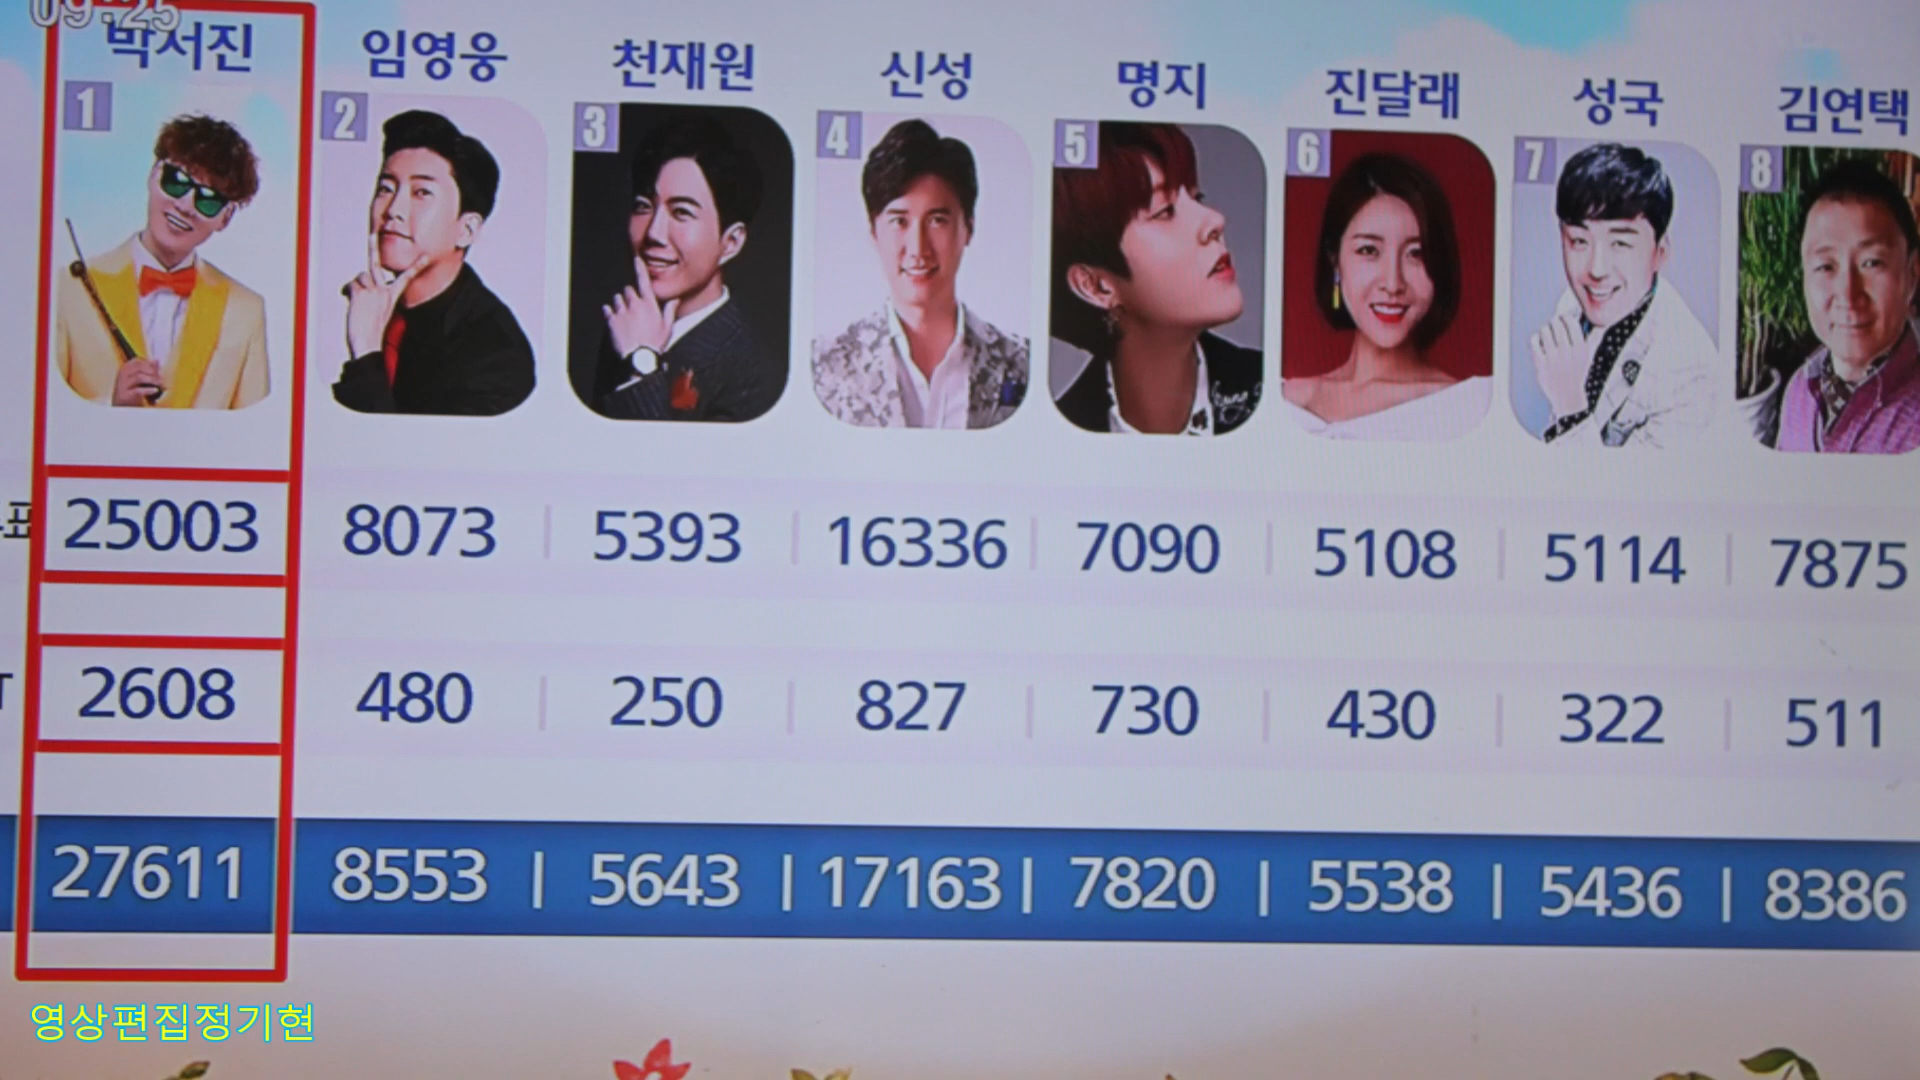 09:25
박서진 임영웅 천재원 신성 명지 진달래 성국 김연택
1 2 3 4 5 6 7 8
표 25003 8073 5393 16336 7090 5108 5114 7875
T 2608 480 250 827 730 430 322 511
27611 8553 5643 17163 7820 5538 5436 8386
영상편집정기현